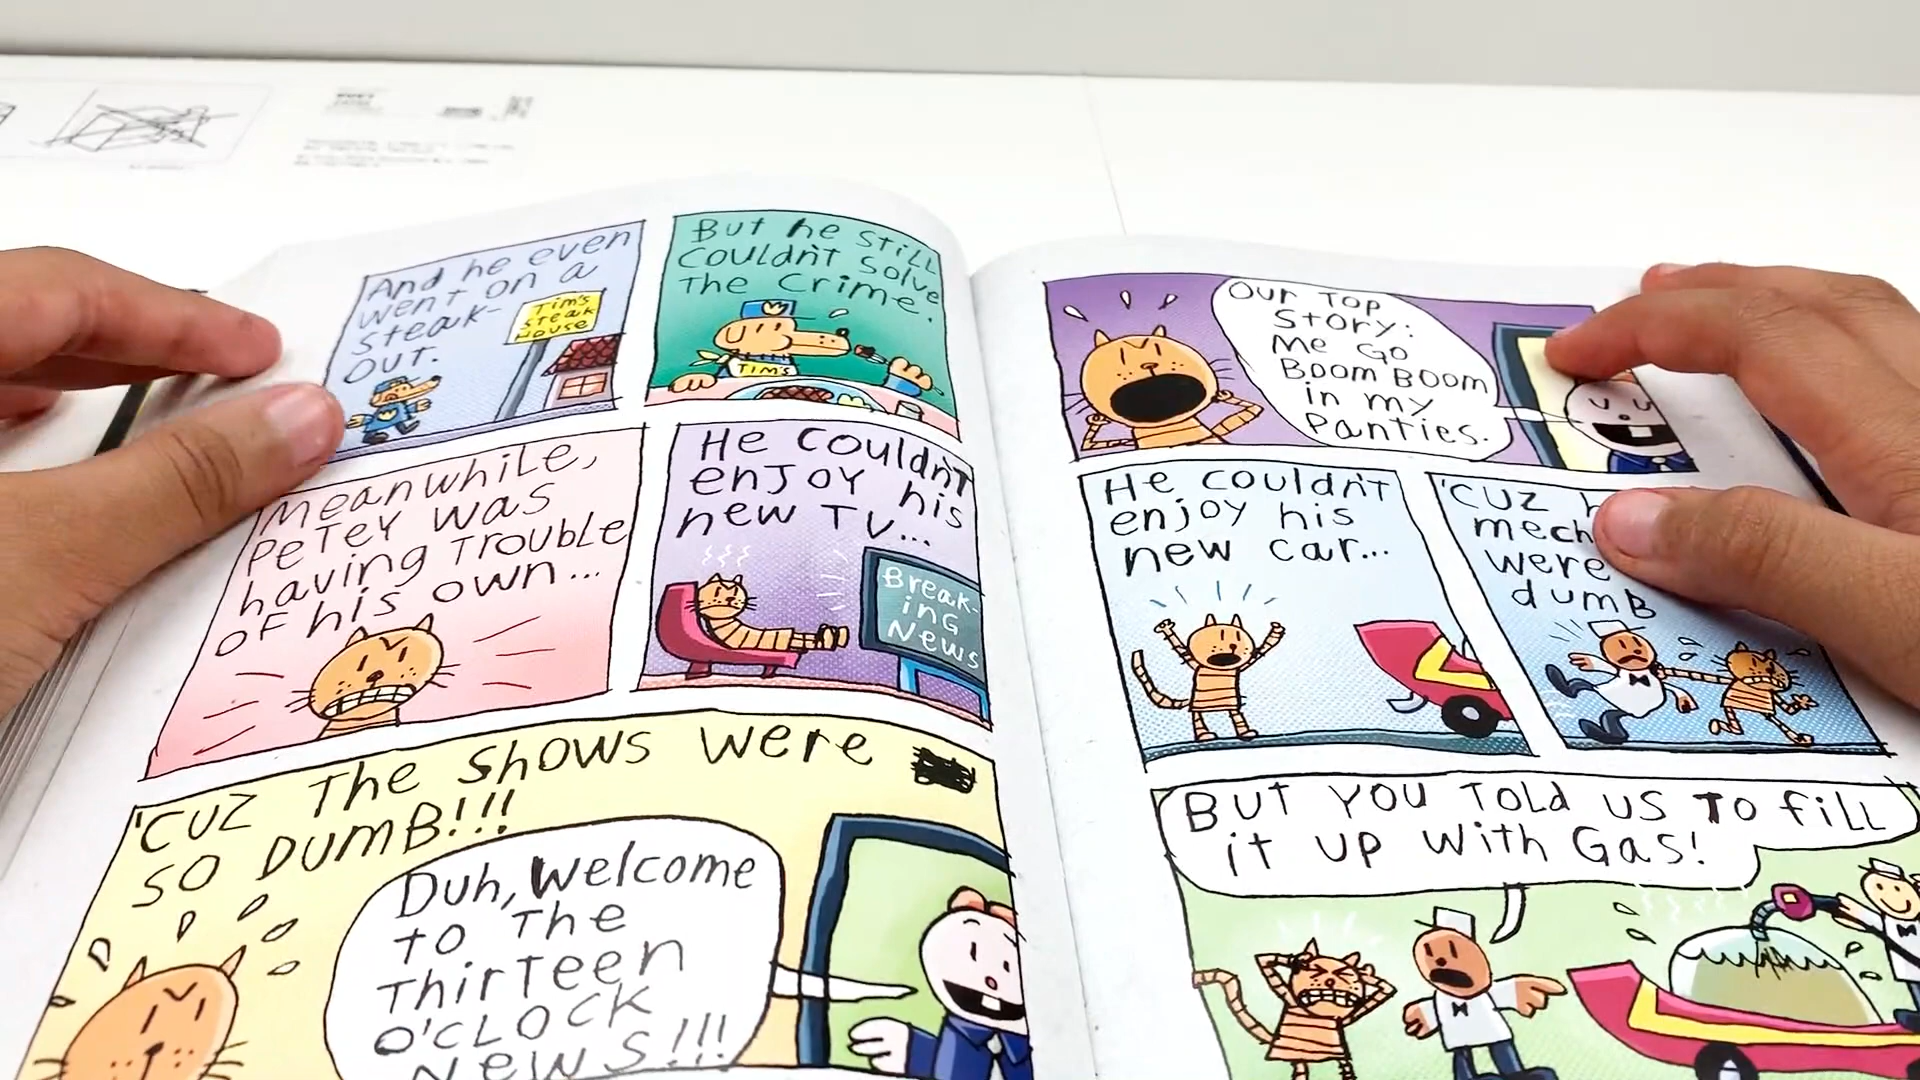 And he even
went on a
steak-
out.
Tim's
Steak
House
But he still
couldn't solve
the crime.
TIM'S
Meanwhile,
Petey was
having trouble
of his own...
He couldn't
enjoy his
new TV...
Break-
ing
News
'Cuz the shows were
so dumb!!!
Duh, welcome
to the
thirteen
o'clock
news!!!
Our top
story:
me go
boom boom
in my
panties.
He couldn't
enjoy his
new car...
'cuz
were
dumb
But you told us to fill
it up with gas!